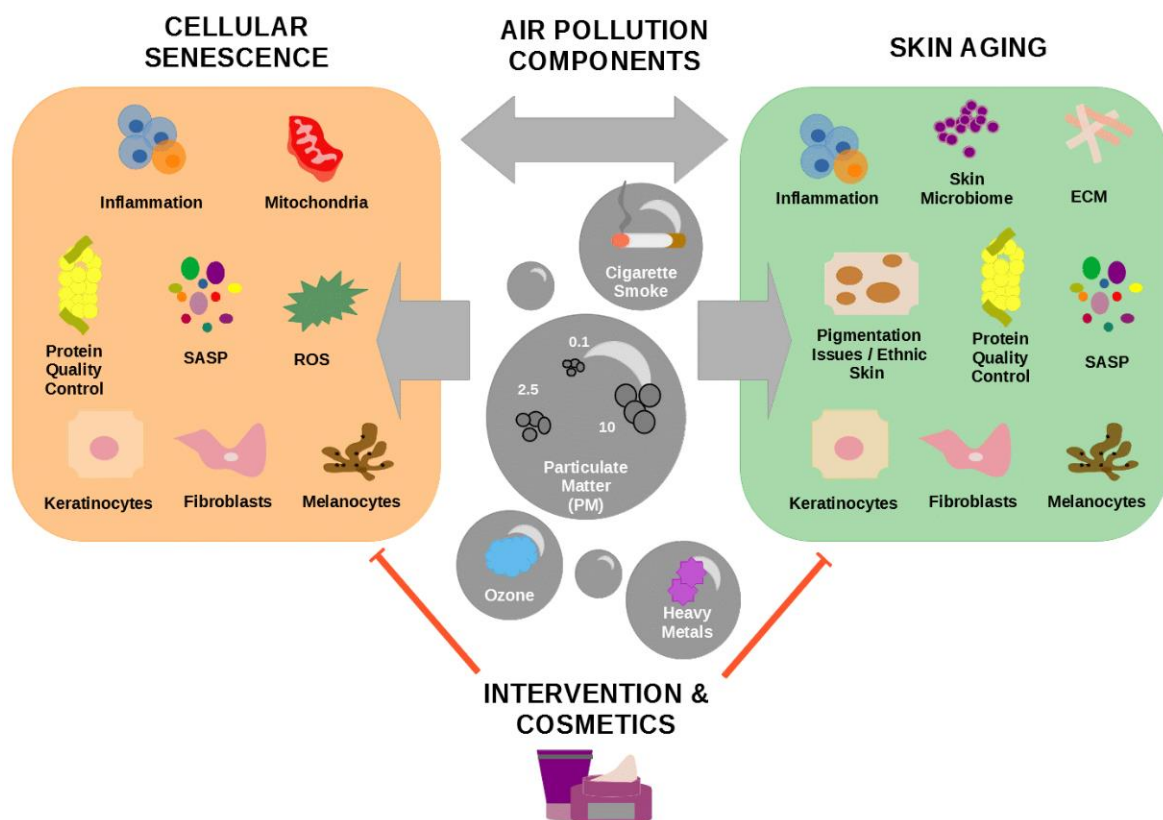 CELLULAR
SENESCENCE
AIR POLLUTION
COMPONENTS
SKIN AGING
Inflammation
Mitochondria
Protein
Quality
Control
SASP
ROS
Keratinocytes
Fibroblasts
Melanocytes
Cigarette
Smoke
0.1
2.5
10
Particulate
Matter
(PM)
Ozone
Heavy
Metals
Inflammation
Skin
Microbiome
ECM
Pigmentation
Issues / Ethnic
Skin
Protein
Quality
Control
SASP
Keratinocytes
Fibroblasts
Melanocytes
INTERVENTION &
COSMETICS